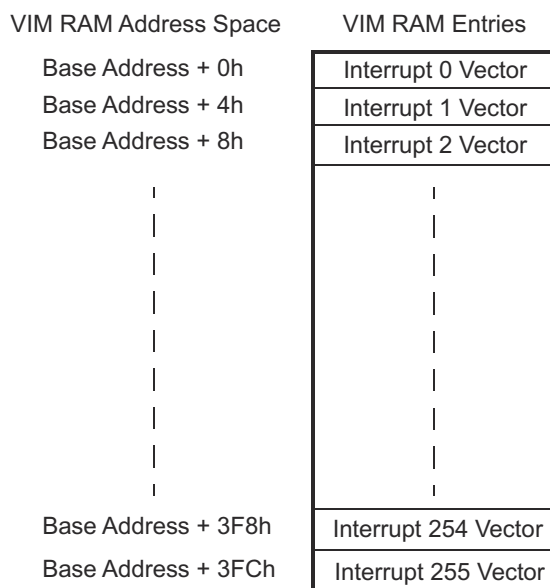 VIM RAM Address Space VIM RAM Entries
Base Address + 0h Interrupt 0 Vector
Base Address + 4h Interrupt 1 Vector
Base Address + 8h Interrupt 2 Vector
Base Address + 3F8h Interrupt 254 Vector
Base Address + 3FCh Interrupt 255 Vector